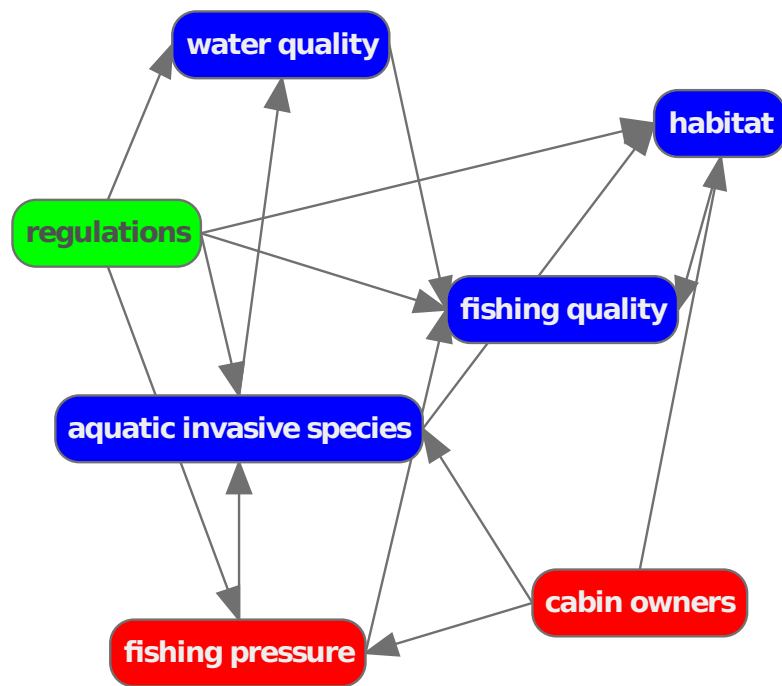 water quality
habitat
regulations
fishing quality
aquatic invasive species
cabin owners
fishing pressure